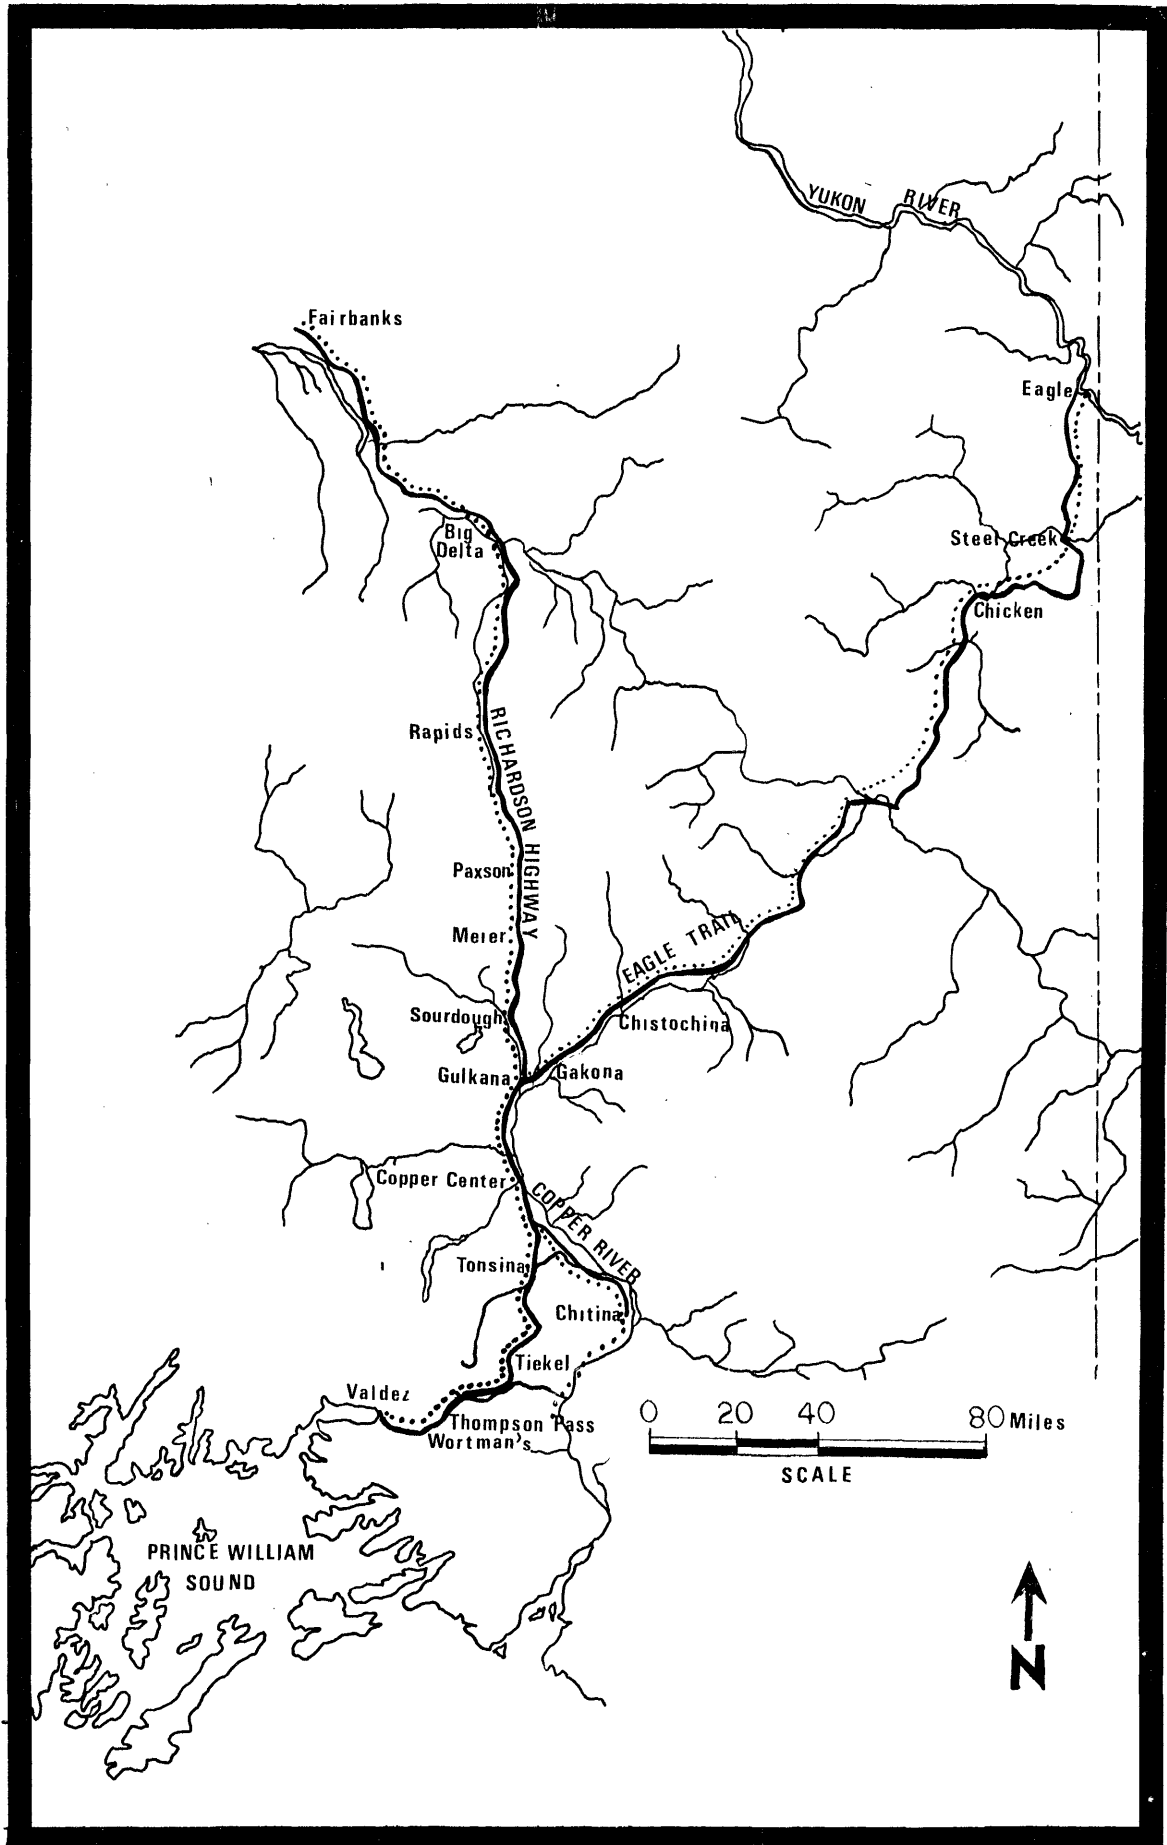 YUKON RIVER
Fairbanks
Eagle
Big
Delta
Steel Creek
Chicken
Rapids
RICHARDSON HIGHWAY
Paxson
Meier
EAGLE TRAIL
Sourdough
Chistochina
Gulkana
Gakona
Copper Center
COPPER RIVER
Tonsina
Chitina
Tiekel
Valdez
Thompson Pass
Wortman's
0 20 40 80 Miles
SCALE
PRINCE WILLIAM
SOUND
N